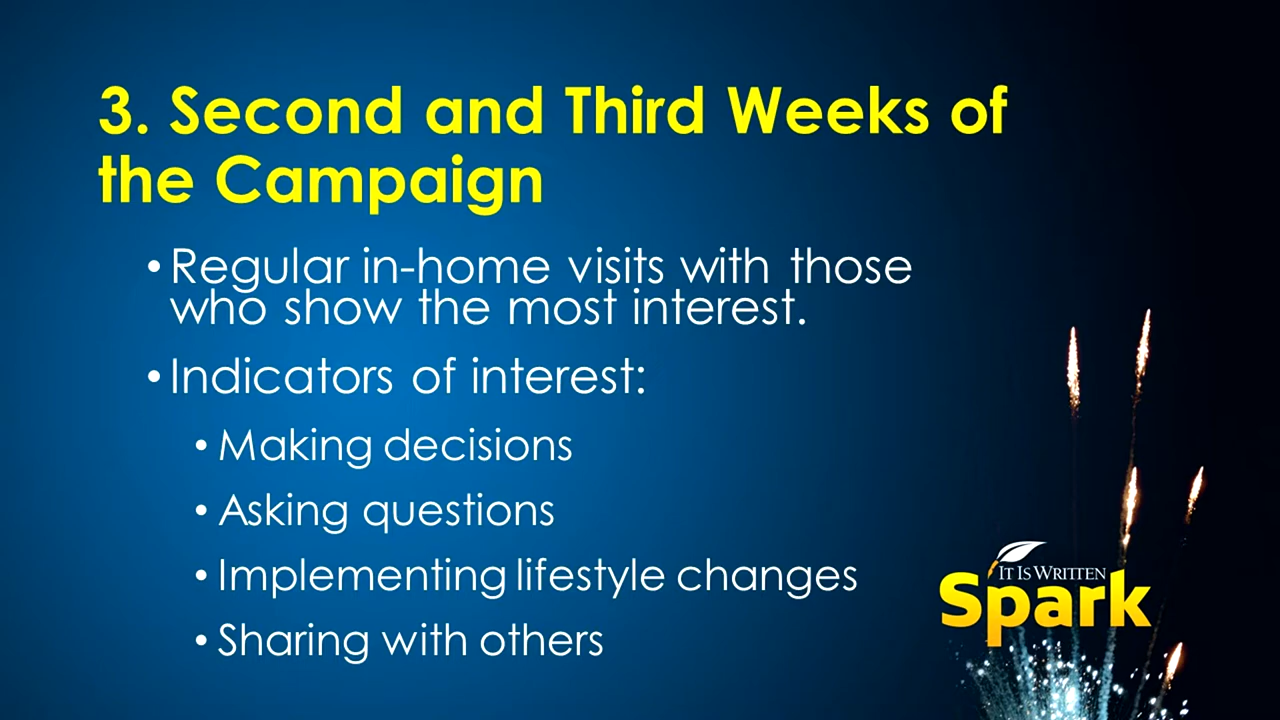 3. Second and Third Weeks of
the Campaign
• Regular in-home visits with those
who show the most interest.
• Indicators of interest:
• Making decisions
• Asking questions
• Implementing lifestyle changes
• Sharing with others
IT IS WRITTEN
Spark